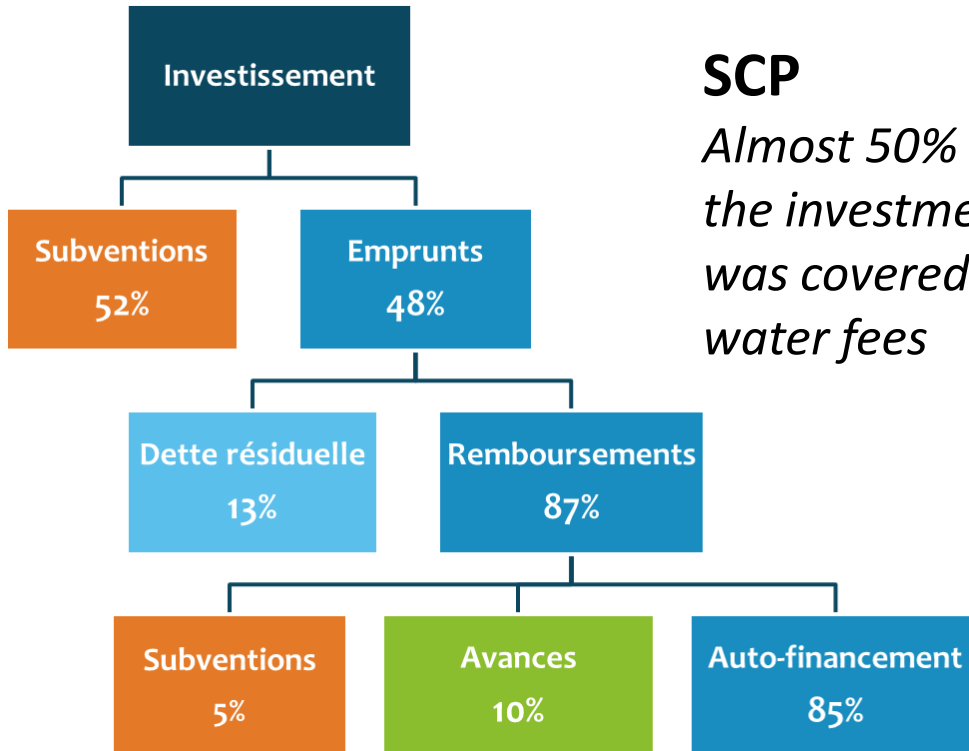 Investissement
SCP
Almost 50%
the investme
was covered
water fees
Subventions
52%
Emprunts
48%
Dette résiduelle
13%
Remboursements
87%
Subventions
5%
Avances
10%
Auto-financement
85%